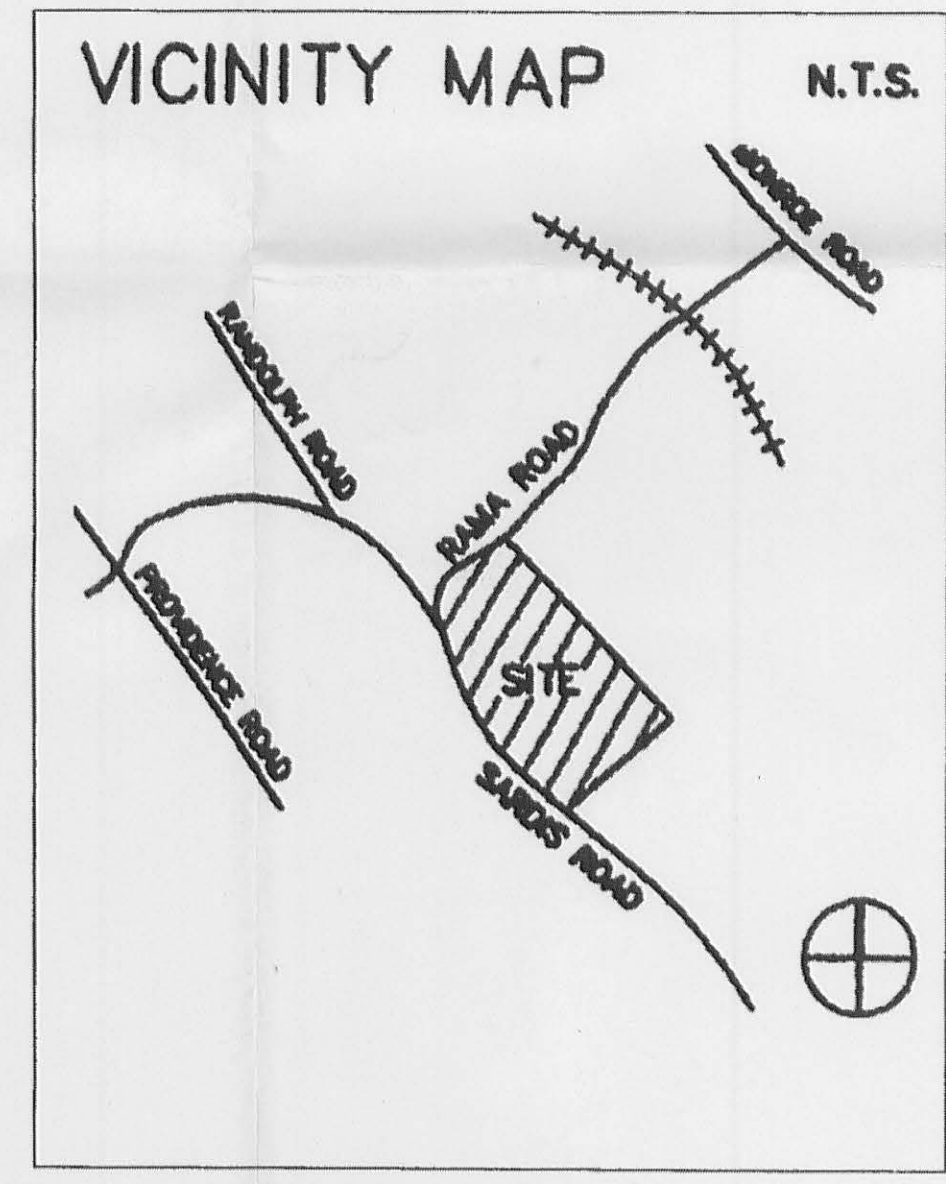 VICINITY MAP
N.T.S.
MONROE ROAD
RANDOLPH ROAD
RAMA ROAD
PROVIDENCE ROAD
SITE
SARDIS ROAD